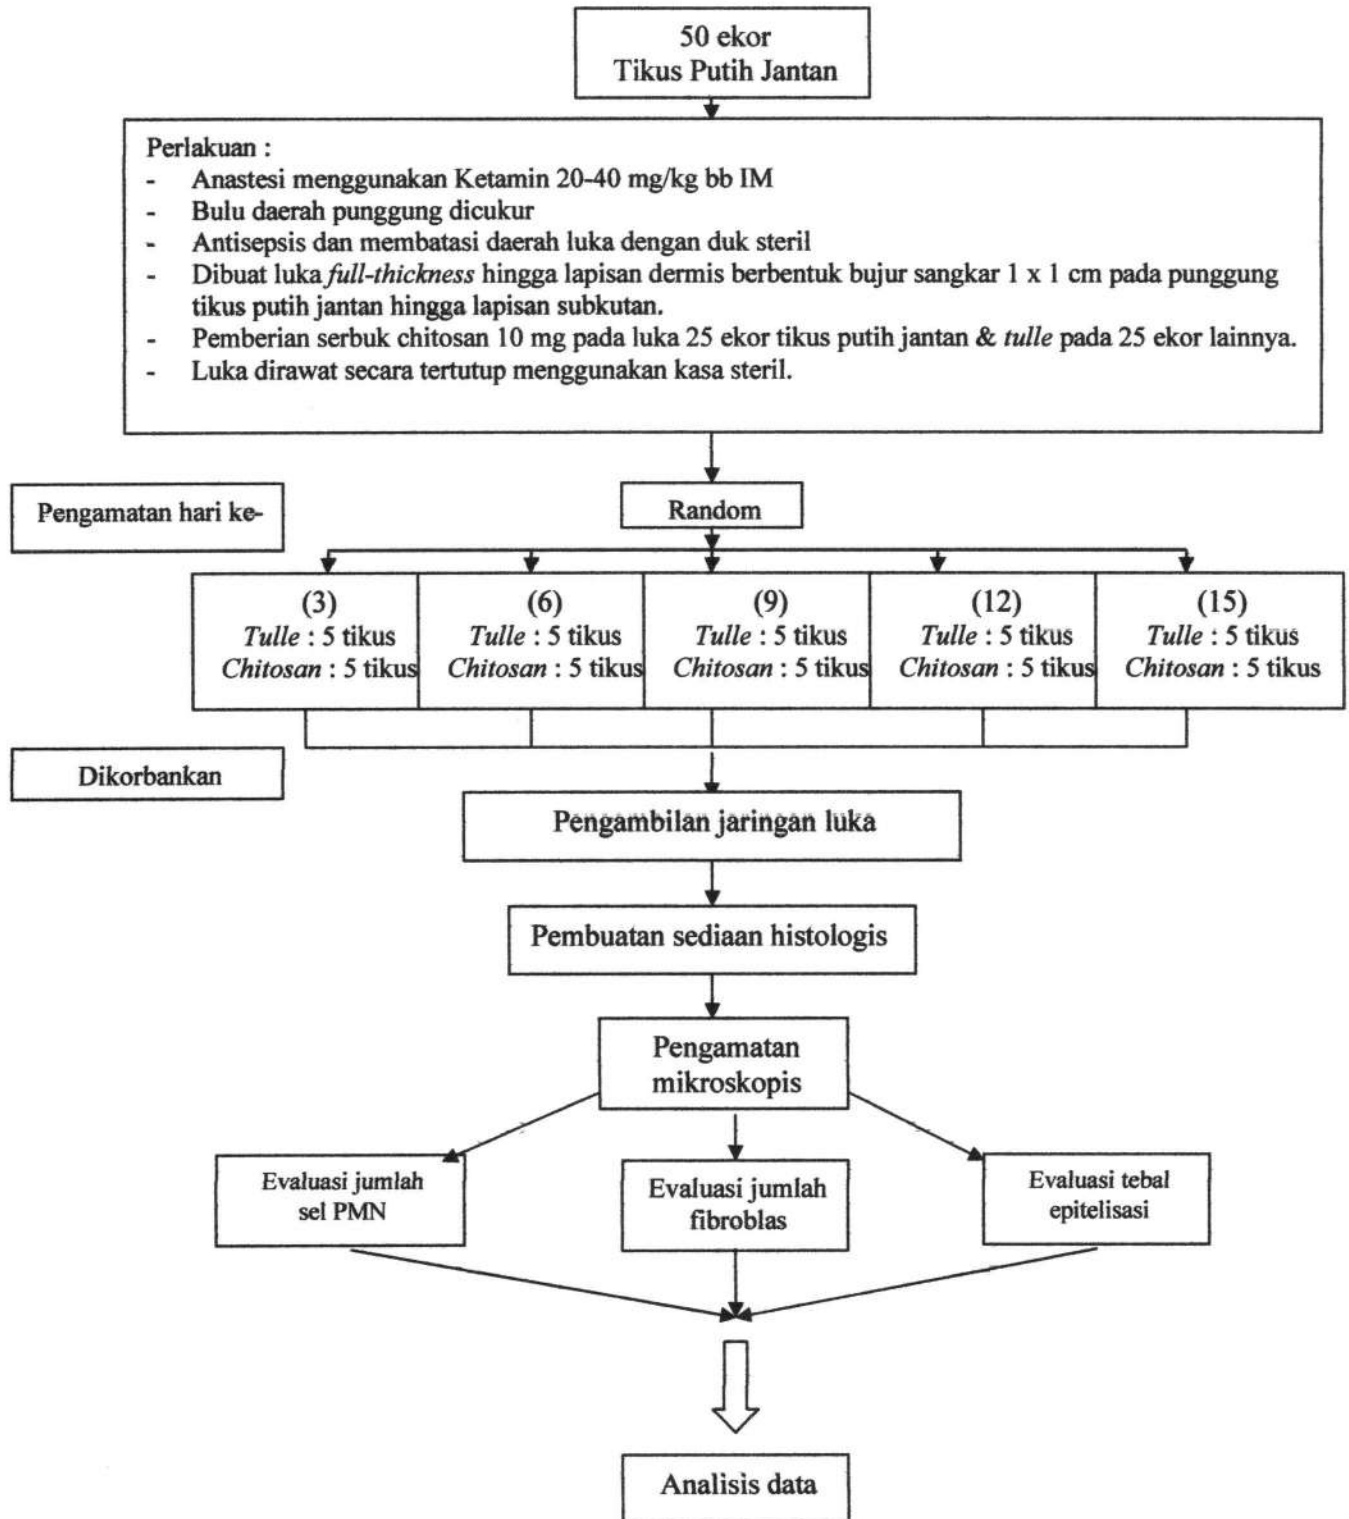 50 ekor
Tikus Putih Jantan
Perlakuan :
- Anastesi menggunakan Ketamin 20-40 mg/kg bb IM
- Bulu daerah punggung dicukur
- Antisepsis dan membatasi daerah luka dengan duk steril
- Dibuat luka full-thickness hingga lapisan dermis berbentuk bujur sangkar 1 x 1 cm pada punggung
tikus putih jantan hingga lapisan subkutan.
- Pemberian serbuk chitosan 10 mg pada luka 25 ekor tikus putih jantan & tulle pada 25 ekor lainnya.
- Luka dirawat secara tertutup menggunakan kasa steril.
Pengamatan hari ke-
Random
(3)
Tulle : 5 tikus
Chitosan : 5 tikus
(6)
Tulle : 5 tikus
Chitosan : 5 tikus
(9)
Tulle : 5 tikus
Chitosan : 5 tikus
(12)
Tulle : 5 tikus
Chitosan : 5 tikus
(15)
Tulle : 5 tikus
Chitosan : 5 tikus
Dikorbankan
Pengambilan jaringan luka
Pembuatan sediaan histologis
Pengamatan
mikroskopis
Evaluasi jumlah
sel PMN
Evaluasi jumlah
fibroblas
Evaluasi tebal
epitelisasi
Analisis data